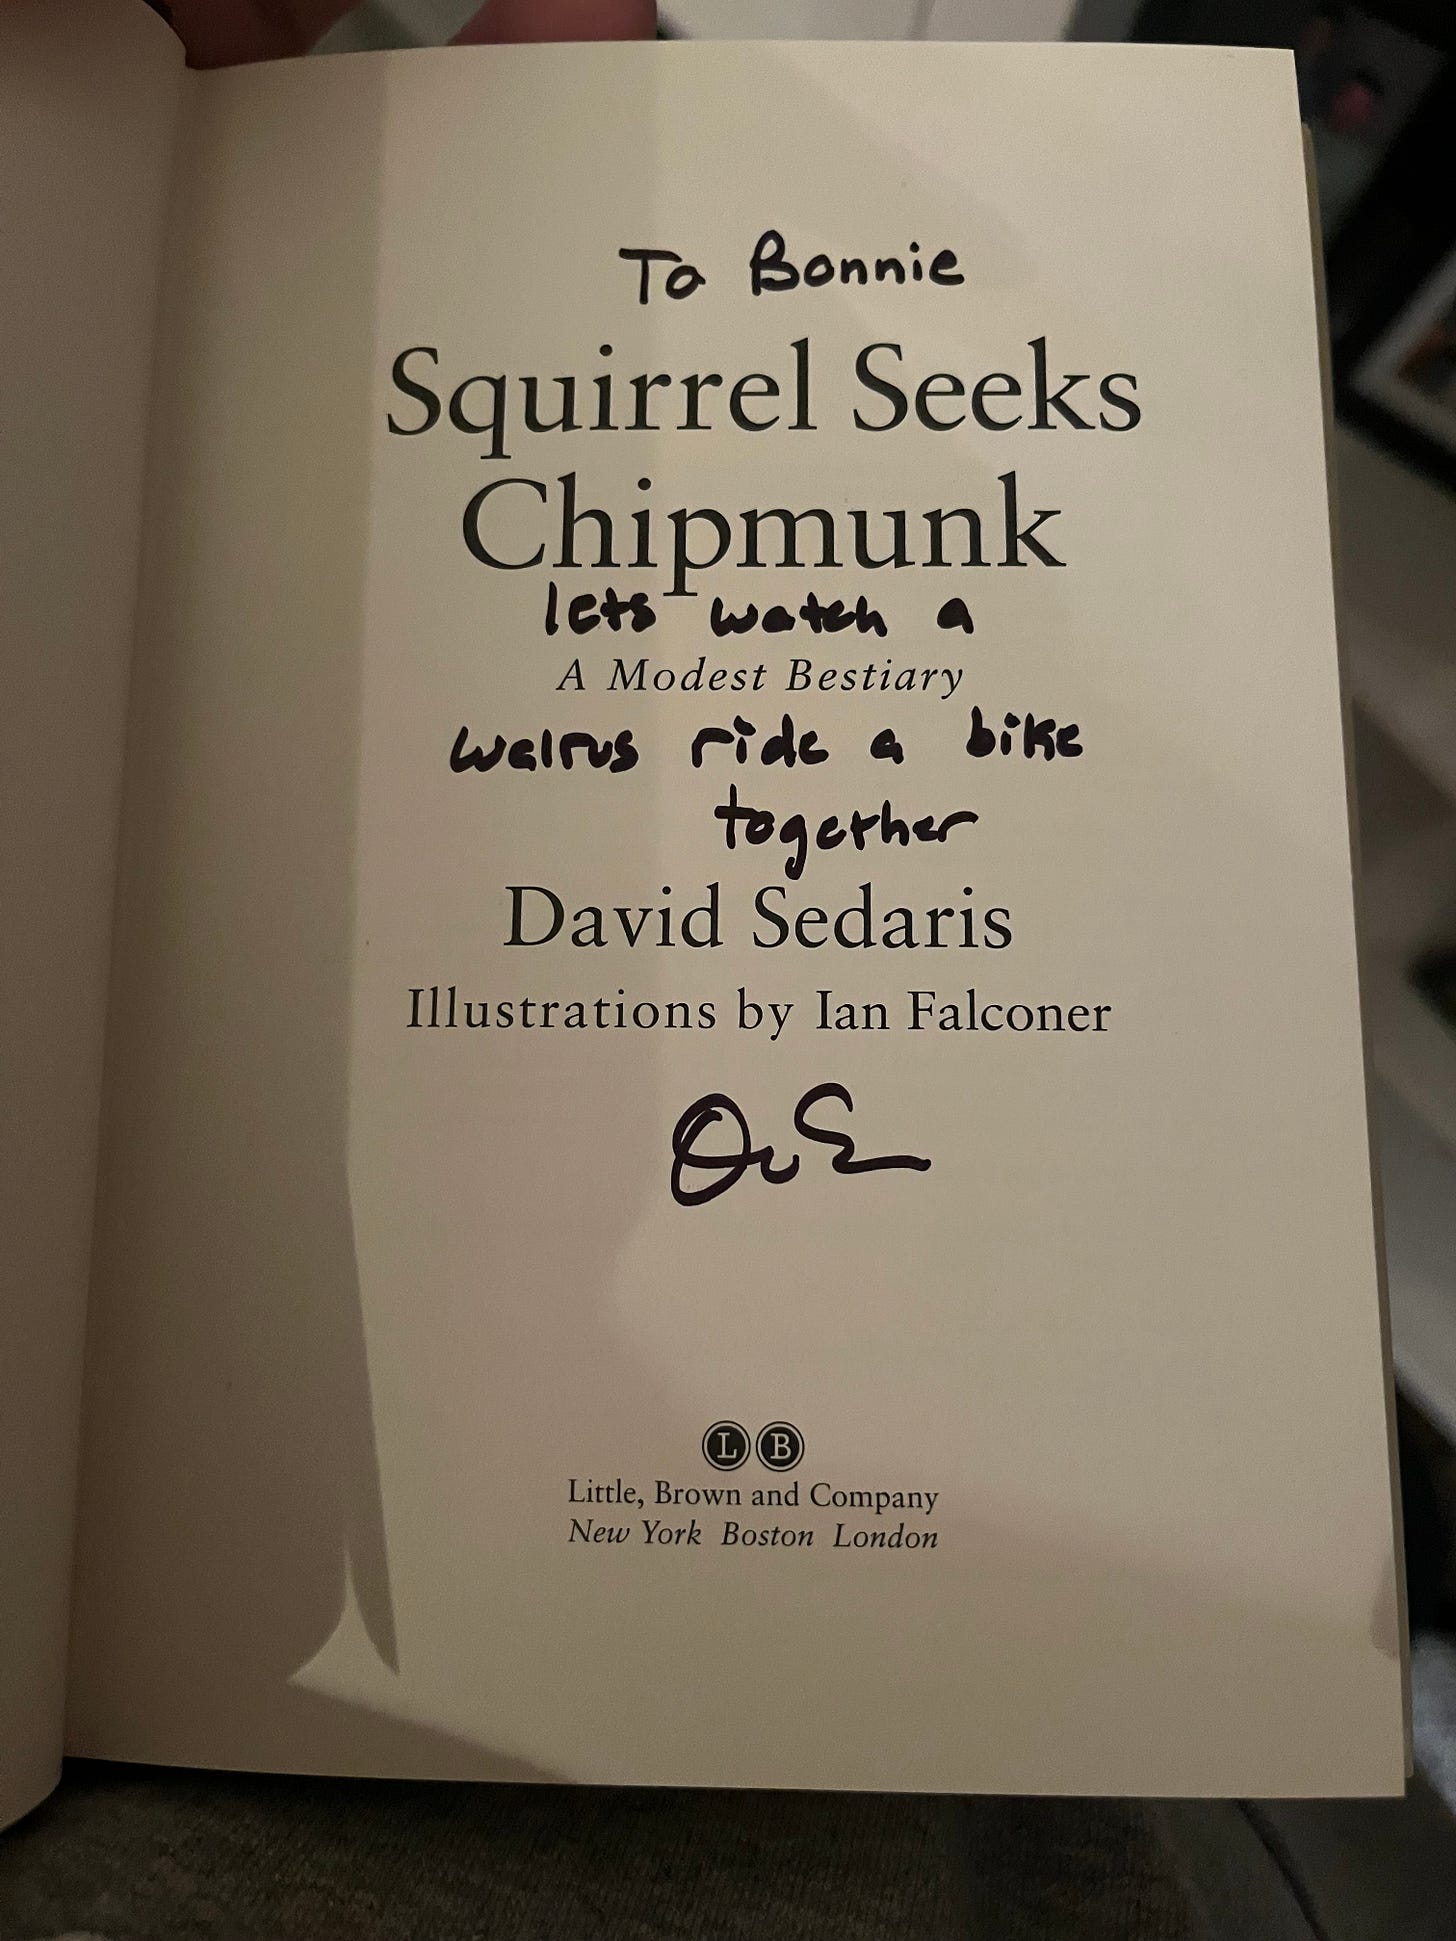 To Bonnie
Squirrel Seeks
Chipmunk
lets watch a
A Modest Bestiary
walrus ride a bike
together
David Sedaris
Illustrations by Ian Falconer
L B
Little, Brown and Company
New York Boston London